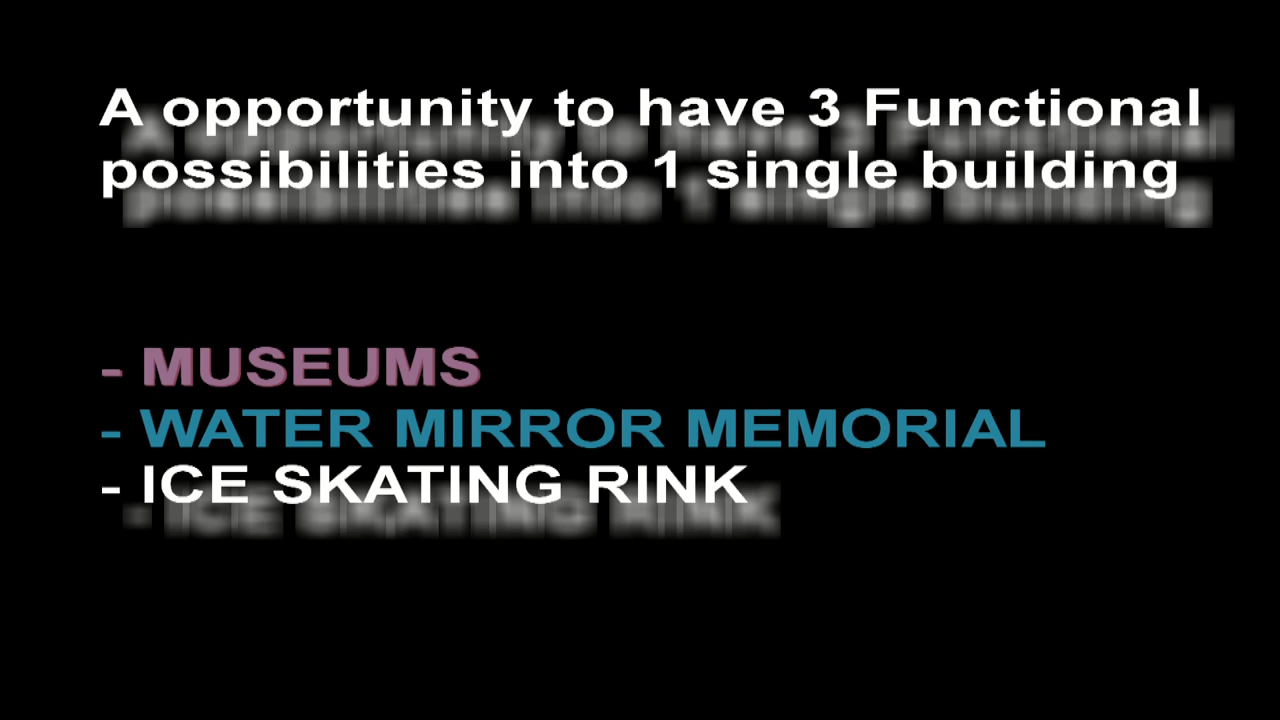 A opportunity to have 3 Functional
possibilities into 1 single building
- MUSEUMS
- WATER MIRROR MEMORIAL
- ICE SKATING RINK